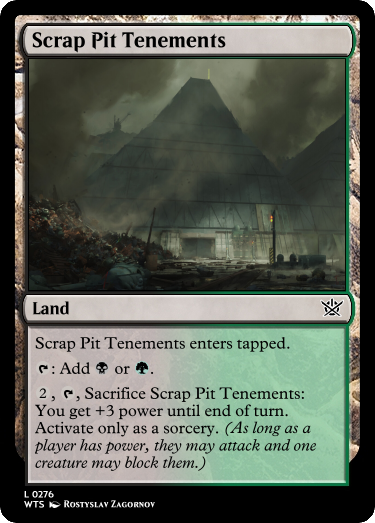 Scrap Pit Tenements
Land
Scrap Pit Tenements enters tapped.
: Add or .
2 , , Sacrifice Scrap Pit Tenements:
You get +3 power until end of turn.
Activate only as a sorcery. (As long as a
player has power, they may attack and one
creature may block them.)
L 0276
WTS Rostyslav Zagornov